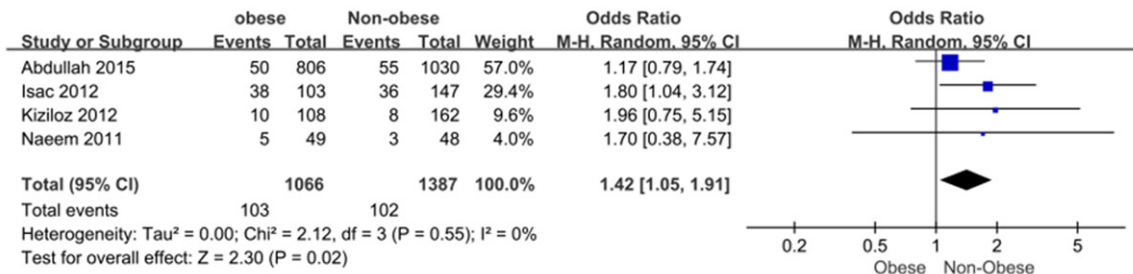 obese Non-obese Odds Ratio Odds Ratio
Study or Subgroup Events Total Events Total Weight M-H, Random, 95% CI M-H, Random, 95% CI
Abdullah 2015 50 806 55 1030 57.0% 1.17 [0.79, 1.74]
Isac 2012 38 103 36 147 29.4% 1.80 [1.04, 3.12]
Kiziloz 2012 10 108 8 162 9.6% 1.96 [0.75, 5.15]
Naeem 2011 5 49 3 48 4.0% 1.70 [0.38, 7.57]
Total (95% CI) 1066 1387 100.0% 1.42 [1.05, 1.91]
Total events 103 102
Heterogeneity: Tau² = 0.00; Chi² = 2.12, df = 3 (P = 0.55); I² = 0%
Test for overall effect: Z = 2.30 (P = 0.02)
0.2 0.5 1 2 5
Obese Non-Obese